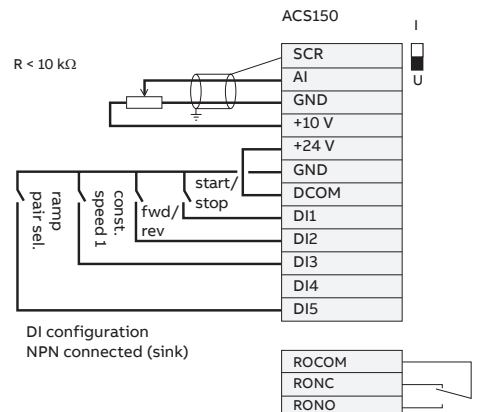 ACS150
I
U
R < 10 kΩ
SCR
AI
GND
+10 V
+24 V
GND
DCOM
DI1
DI2
DI3
DI4
DI5
ramp
pair sel.
const.
speed 1
fwd/
rev
start/
stop
DI configuration
NPN connected (sink)
ROCOM
RONC
RONO